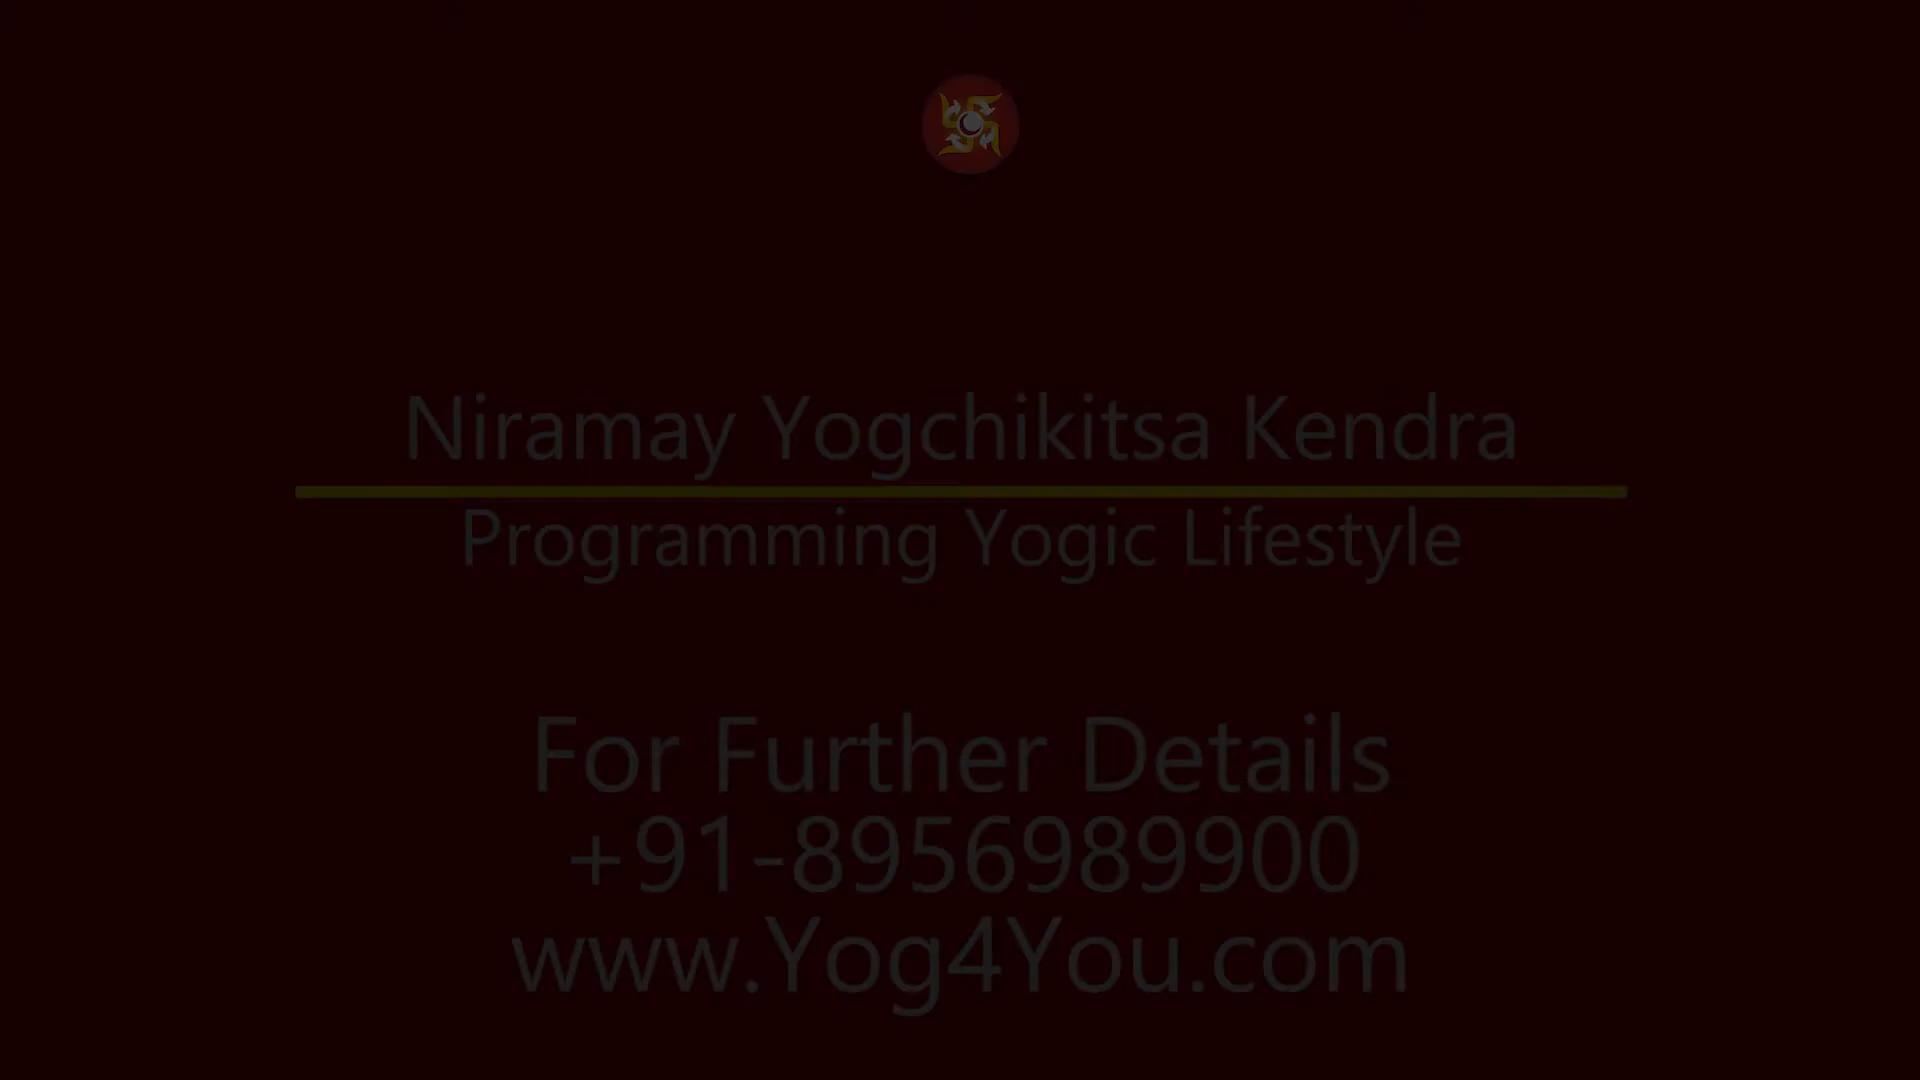 Niramay Yogchikitsa Kendra
Programming Yogic Lifestyle
For Further Details
+91-8956989900
www.Yog4You.com